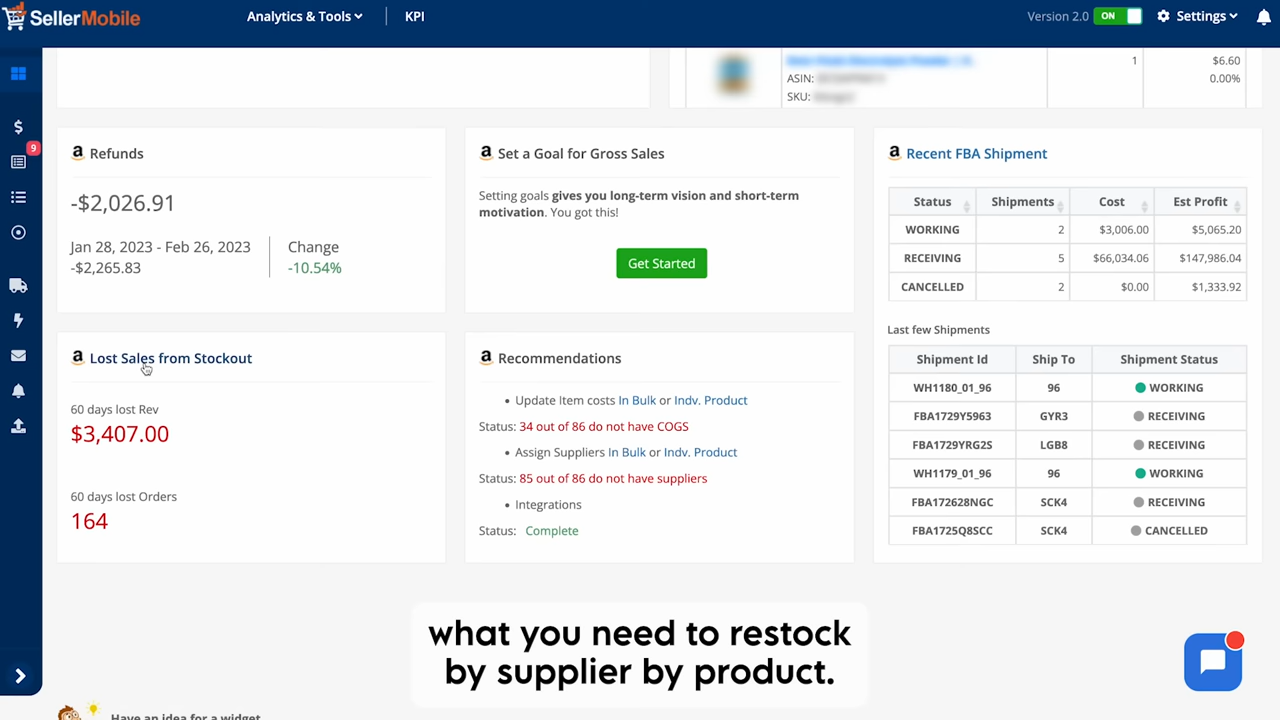 SellerMobile
Analytics & Tools
KPI
Version 2.0
ON
Settings
9
ASIN:
SKU:
1
$6.60
0.00%
a Refunds
-$2,026.91
Jan 28, 2023 - Feb 26, 2023
-$2,265.83
Change
-10.54%
a Set a Goal for Gross Sales
Setting goals gives you long-term vision and short-term
motivation. You got this!
Get Started
a Recent FBA Shipment
Status Shipments Cost Est Profit
WORKING 2 $3,006.00 $5,065.20
RECEIVING 5 $66,034.06 $147,986.04
CANCELLED 2 $0.00 $1,333.92
Last few Shipments
Shipment Id Ship To Shipment Status
WH1180_01_96 96 WORKING
FBA1729Y5963 GYR3 RECEIVING
FBA1729YRG2S LGB8 RECEIVING
WH1179_01_96 96 WORKING
FBA172628NGC SCK4 RECEIVING
FBA1725Q8SCC SCK4 CANCELLED
a Lost Sales from Stockout
60 days lost Rev
$3,407.00
60 days lost Orders
164
a Recommendations
• Update Item costs In Bulk or Indv. Product
Status: 34 out of 86 do not have COGS
• Assign Suppliers In Bulk or Indv. Product
Status: 85 out of 86 do not have suppliers
• Integrations
Status: Complete
what you need to restock
by supplier by product.
Have an idea for a widget